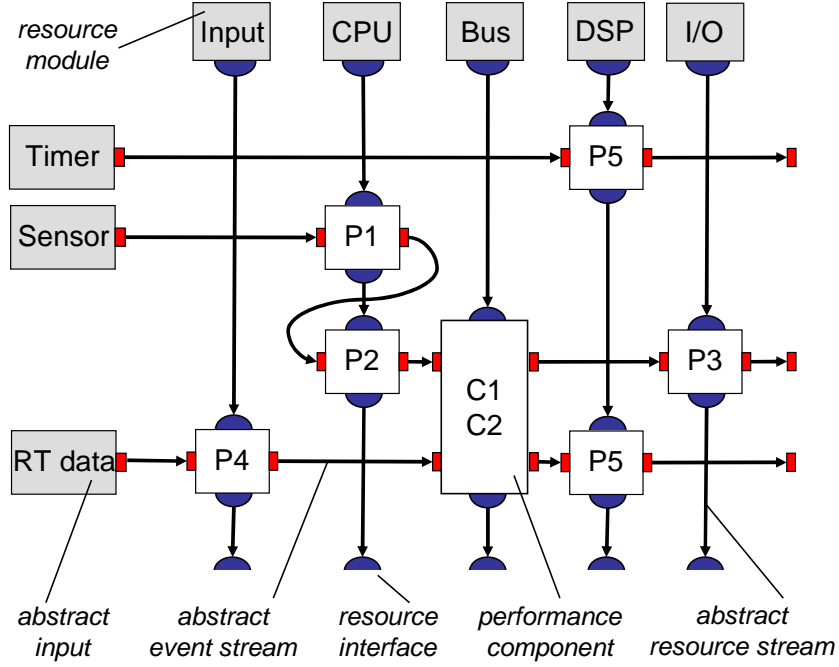 resource
module
Input
CPU
Bus
DSP
I/O
Timer
P5
Sensor
P1
P2
C1
C2
P3
RT data
P4
P5
abstract
input
abstract
event stream
resource
interface
performance
component
abstract
resource stream